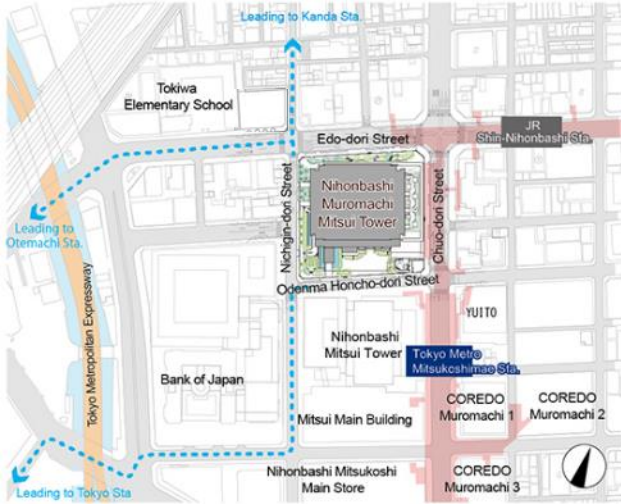 Leading to Kanda Sta.
Tokiwa
Elementary School
JR
Shin-Nihonbashi Sta.
Edo-dori Street
Nihonbashi
Muromachi
Mitsui Tower
Nichigin-dori Street
Chuo-dori Street
Leading to
Otemachi Sta.
Odenma Honcho-dori Street
Tokyo Metropolitan Expressway
YUITO
Nihonbashi
Mitsui Tower
Tokyo Metro
Mitsukoshimae Sta.
Bank of Japan
COREDO
Muromachi 1
COREDO
Muromachi 2
Mitsui Main Building
Leading to Tokyo Sta
Nihonbashi Mitsukoshi
Main Store
COREDO
Muromachi 3